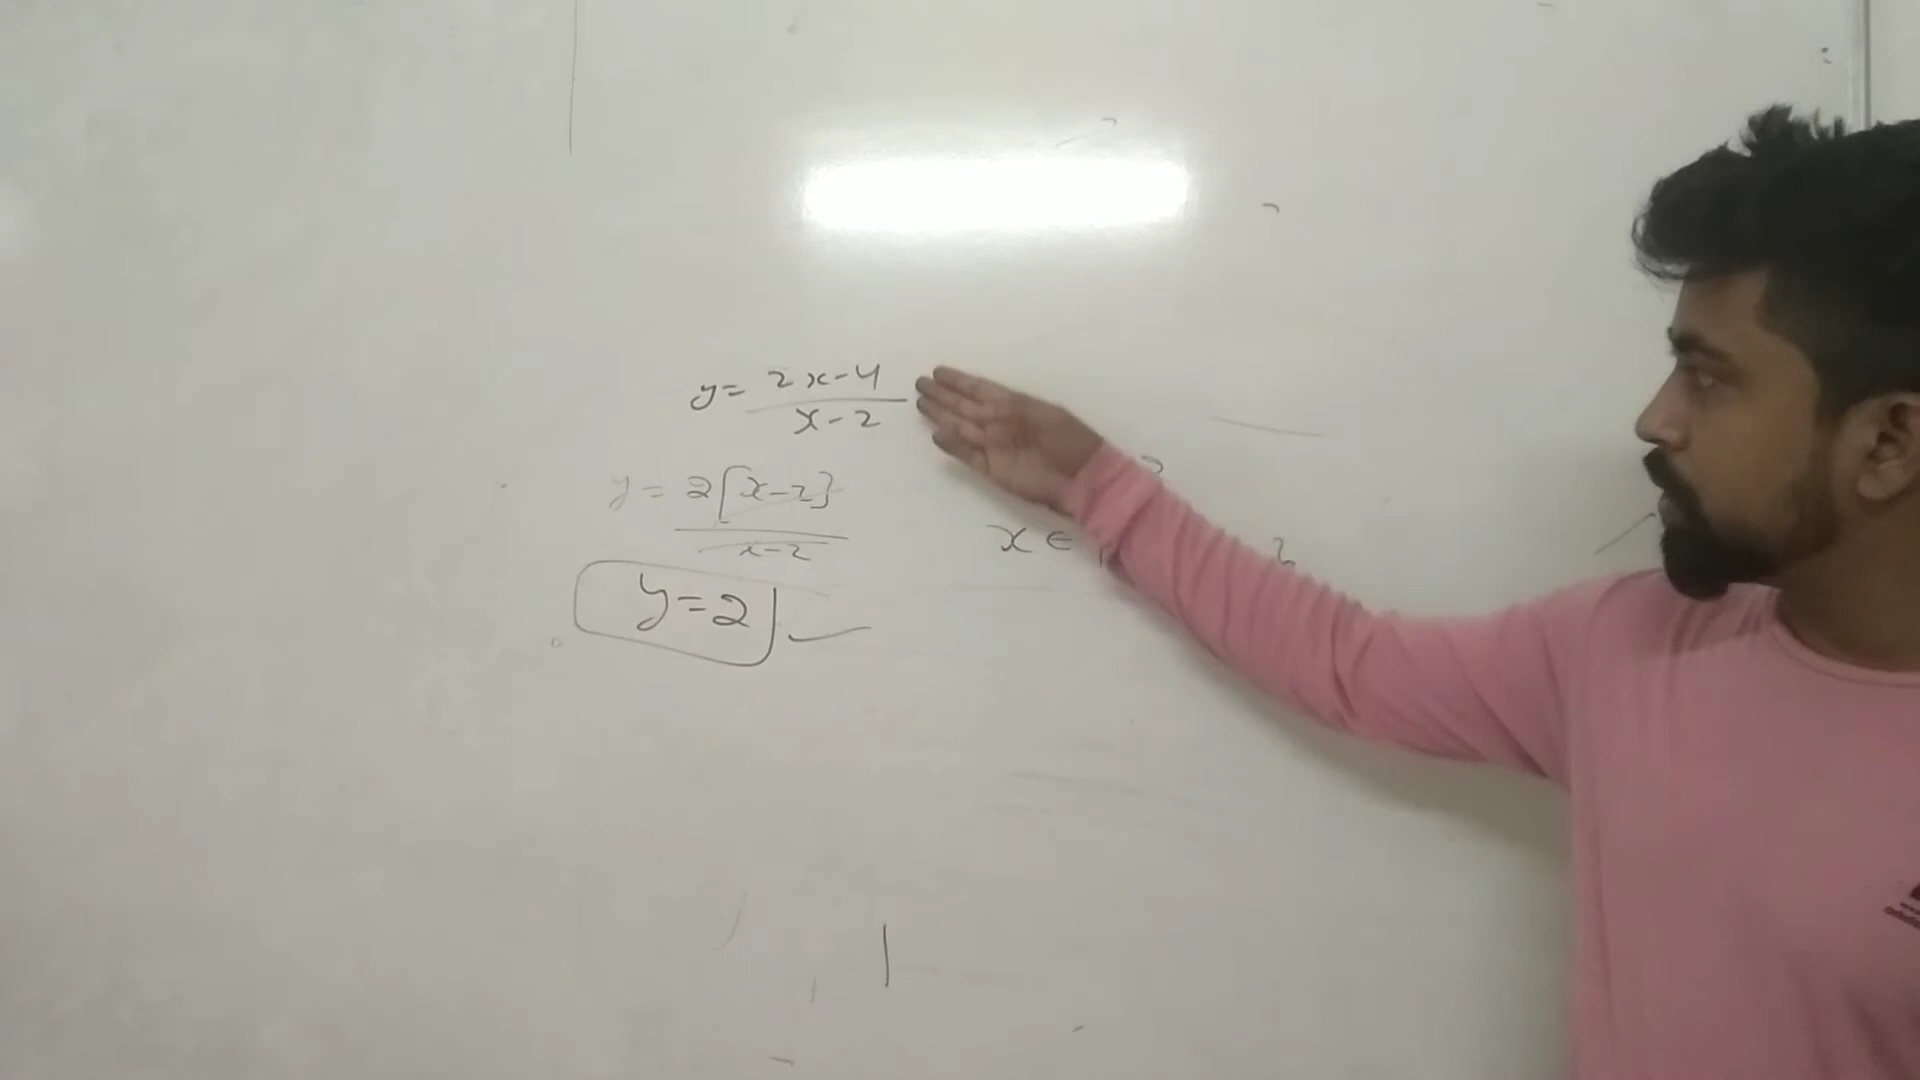 y = 2x-4
x-2
y = 2[x-2}
x-2
x ∈
y=2